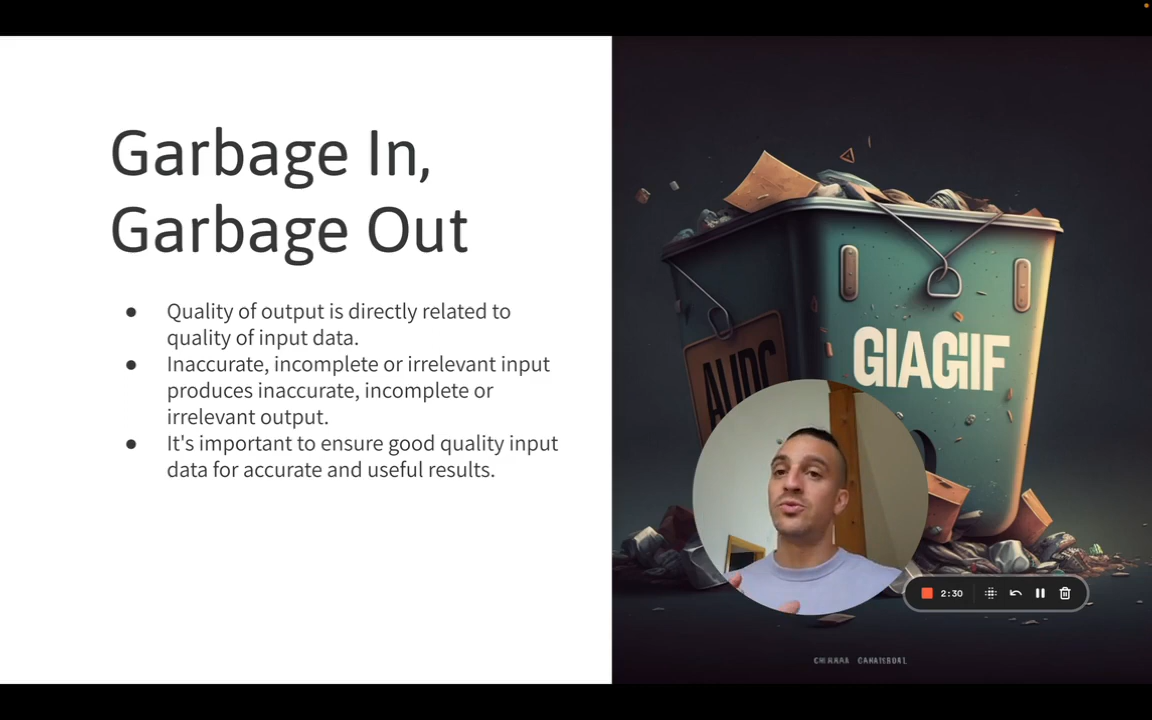 Garbage In,
Garbage Out
● Quality of output is directly related to
quality of input data.
● Inaccurate, incomplete or irrelevant input
produces inaccurate, incomplete or
irrelevant output.
● It's important to ensure good quality input
data for accurate and useful results.
GIAGIIF
2:30